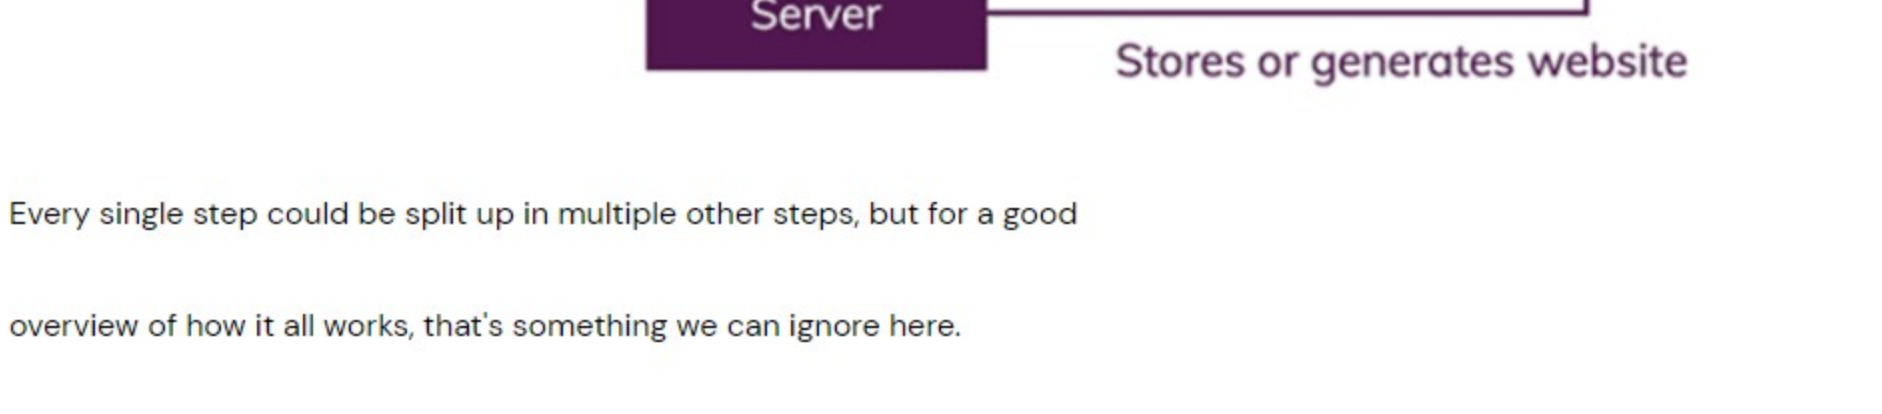 Server
Stores or generates website
Every single step could be split up in multiple other steps, but for a good
overview of how it all works, that's something we can ignore here.